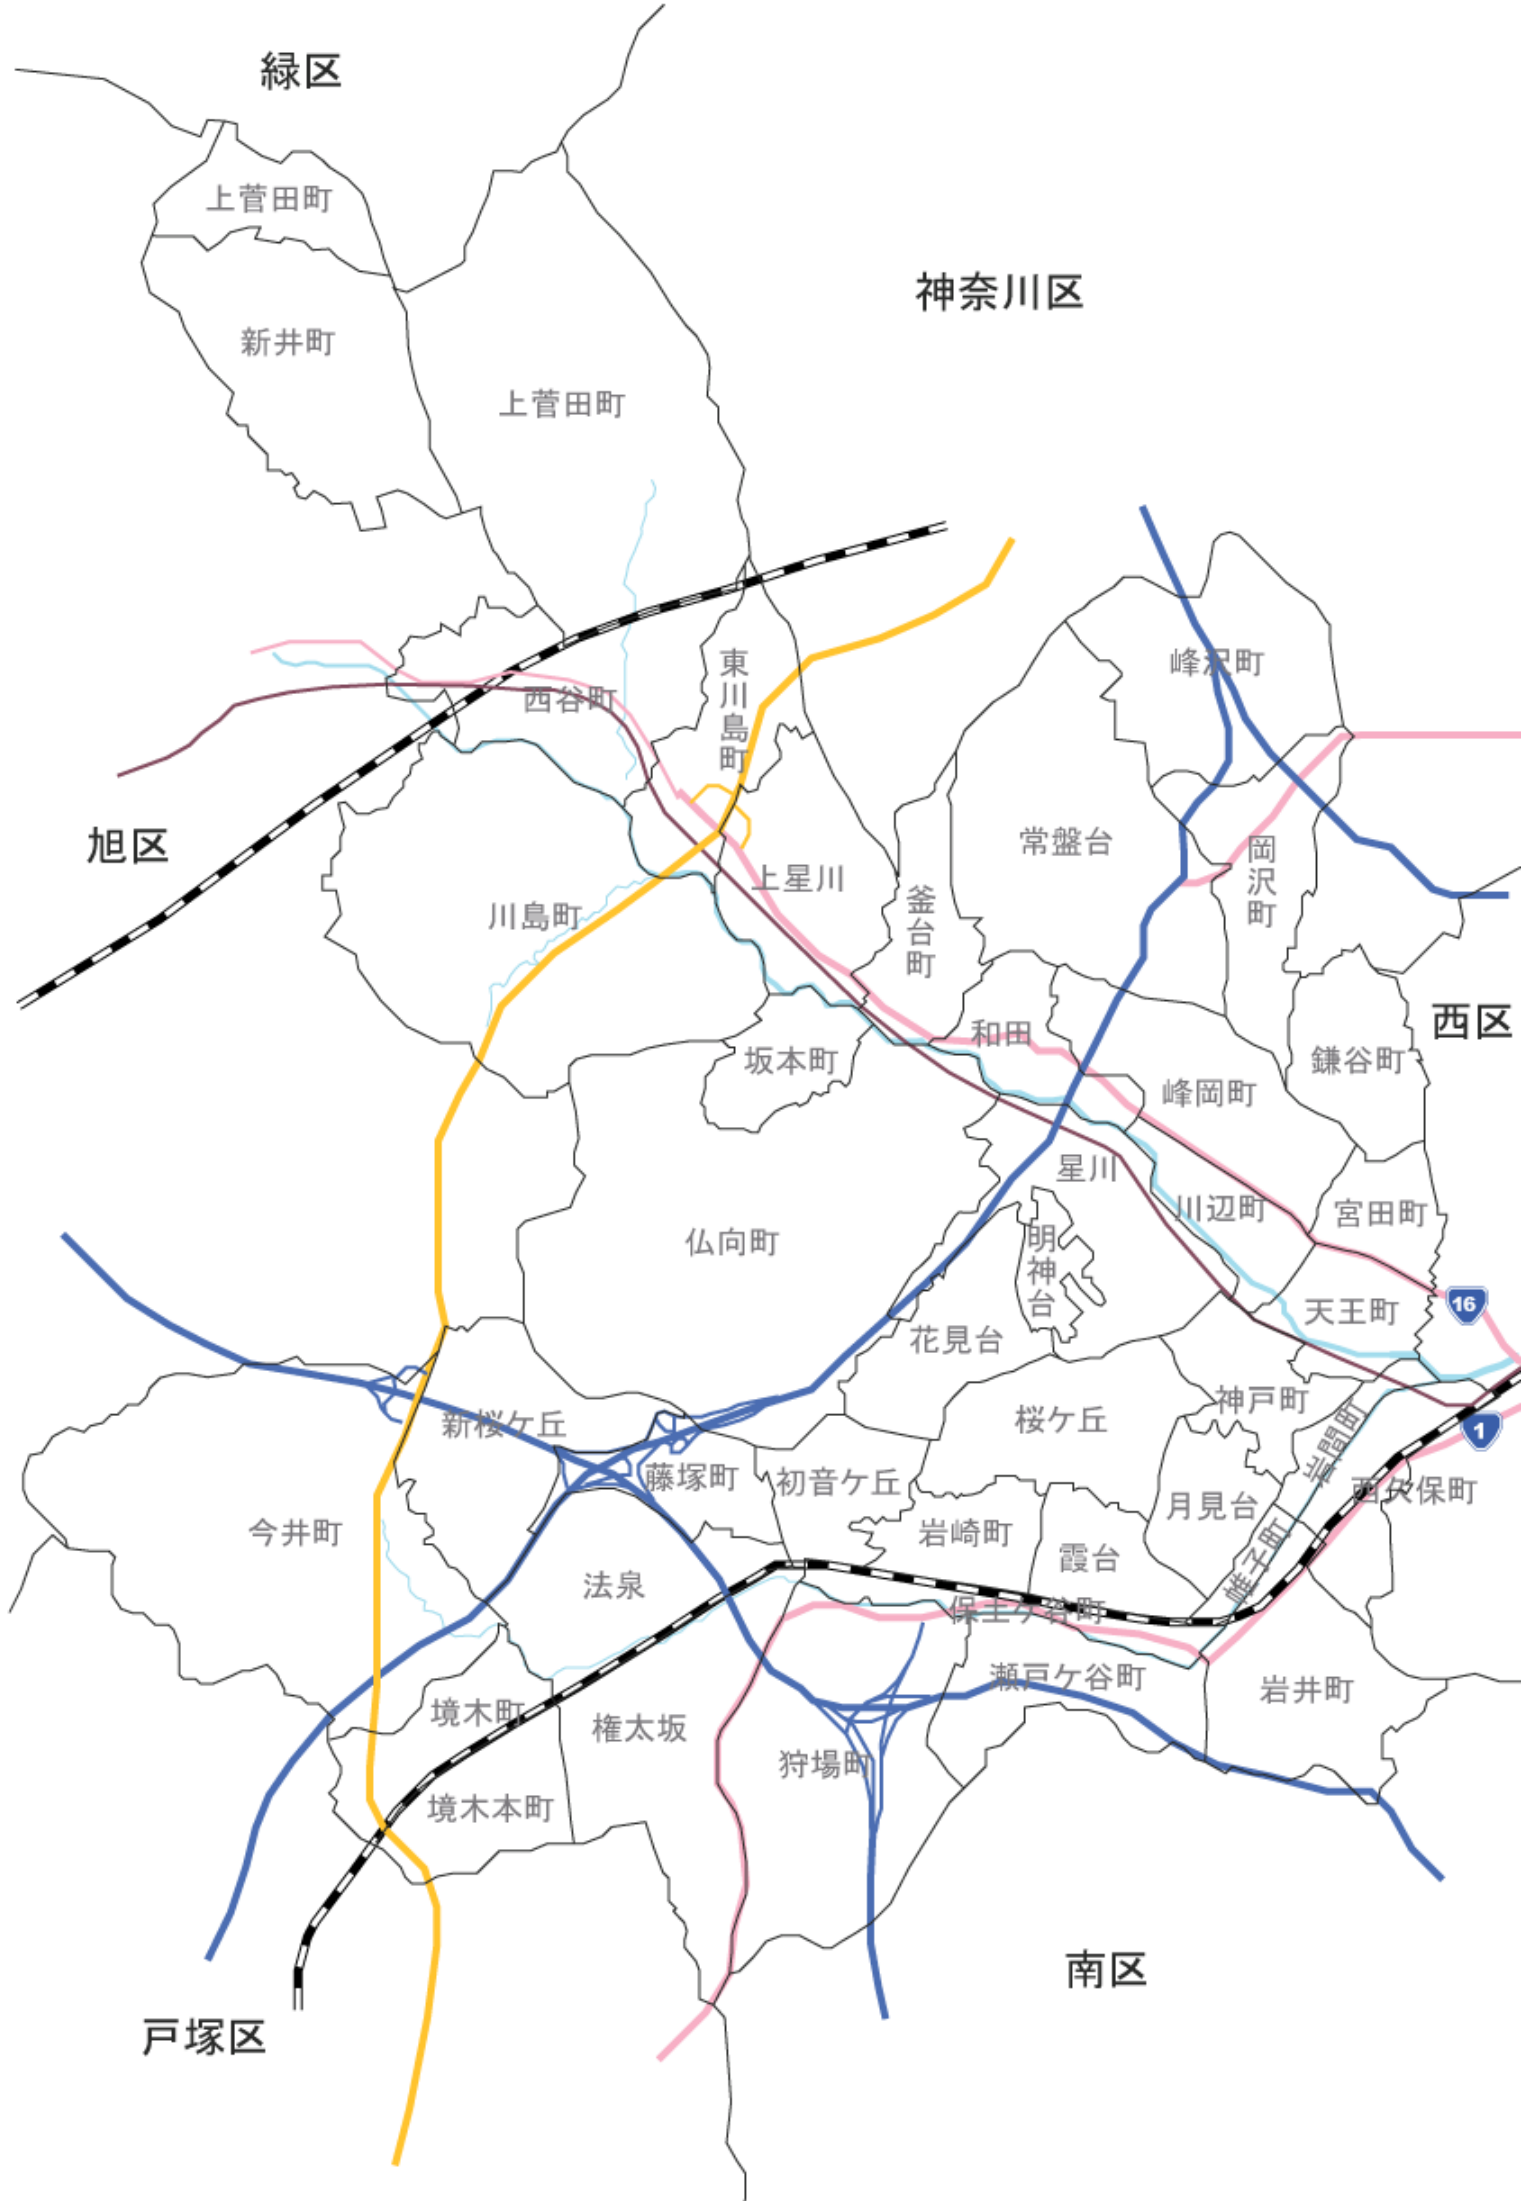 緑区
上菅田町
神奈川区
新井町
上菅田町
峰沢町
東川島町
西谷町
旭区
常盤台
岡沢町
上星川
川島町
釜台町
西区
和田
坂本町
鎌谷町
峰岡町
星川
川辺町
宮田町
仏向町
明神台
16
天王町
花見台
神戸町
桜ケ丘
新桜ケ丘
岩間町
1
藤塚町
初音ケ丘
西久保町
月見台
今井町
岩崎町
霞台
帷子町
法泉
保土ケ谷町
瀬戸ケ谷町
岩井町
境木町
権太坂
狩場町
境木本町
南区
戸塚区